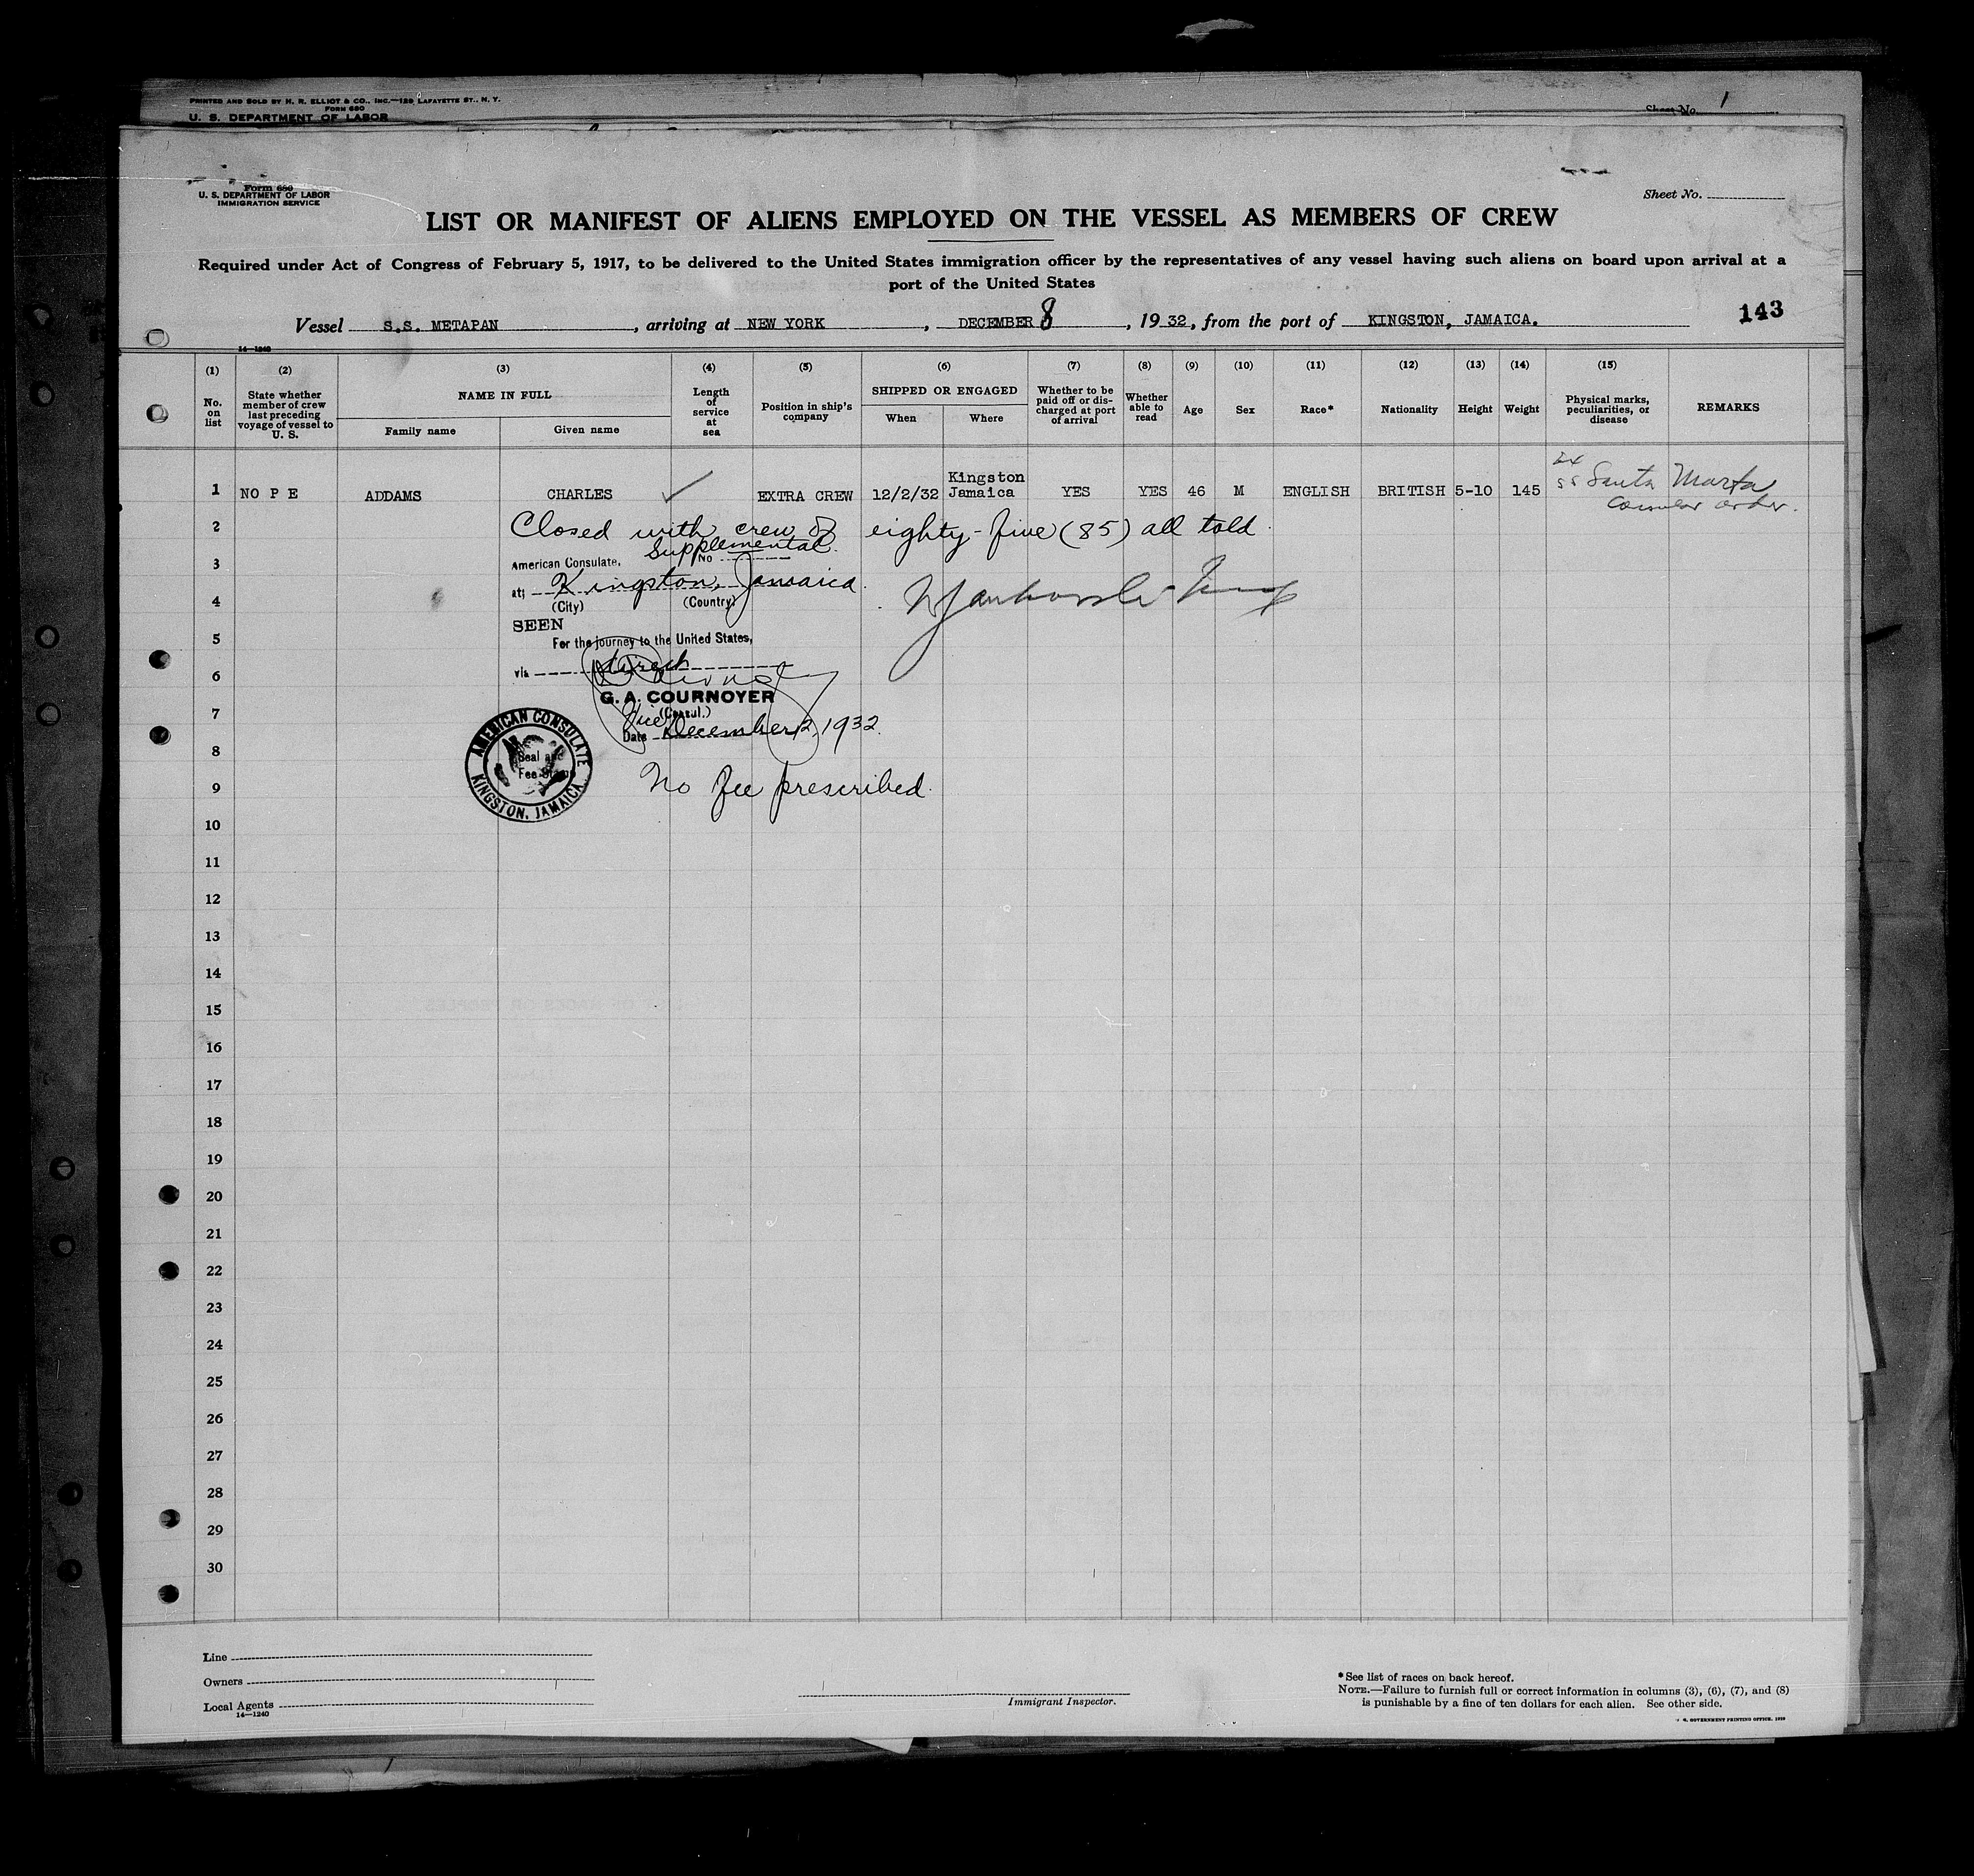 PRINTED AND SOLD BY H. R. ELLIOT & CO., INC.—129 LAFAYETTE ST., N. Y.
FORM 680
U. S. DEPARTMENT OF LABOR
Sheet No. 1
Form 680
U. S. DEPARTMENT OF LABOR
IMMIGRATION SERVICE
Sheet No.
LIST OR MANIFEST OF ALIENS EMPLOYED ON THE VESSEL AS MEMBERS OF CREW
Required under Act of Congress of February 5, 1917, to be delivered to the United States immigration officer by the representatives of any vessel having such aliens on board upon arrival at a
port of the United States
Vessel S.S. METAPAN, arriving at NEW YORK, DECEMBER 8, 1932, from the port of KINGSTON, JAMAICA.
143
14—1240
(1) No. on list
(2) State whether member of crew last preceding voyage of vessel to U. S.
(3) NAME IN FULL
Family name
Given name
(4) Length of service at sea
(5) Position in ship's company
(6) SHIPPED OR ENGAGED
When
Where
(7) Whether to be paid off or discharged at port of arrival
(8) Whether able to read
(9) Age
(10) Sex
(11) Race*
(12) Nationality
(13) Height
(14) Weight
(15) Physical marks, peculiarities, or disease
REMARKS
1 NO P E ADDAMS CHARLES ✓ EXTRA CREW 12/2/32 Kingston Jamaica YES YES 46 M ENGLISH BRITISH 5-10 145 SS Santa Marta
Consular order.
2 Closed with crew of eighty-five (85) all told.
Supplemental
3 American Consulate, No
at Kingston, Jamaica.
4 (City) (Country)
SEEN
5 For the journey to the United States,
via direct
6
G. A. COURNOYER
7 Vice (Consul.)
Date December 2, 1932.
8 AMERICAN CONSULATE
KINGSTON, JAMAICA.
Seal and
Fee Stamp
9 No fee prescribed.
10
11
12
13
14
15
16
17
18
19
20
21
22
23
24
25
26
27
28
29
30
Line
Owners
Local Agents
14—1240
Immigrant Inspector.
*See list of races on back hereof.
NOTE.—Failure to furnish full or correct information in columns (3), (6), (7), and (8)
is punishable by a fine of ten dollars for each alien. See other side.
GOVERNMENT PRINTING OFFICE